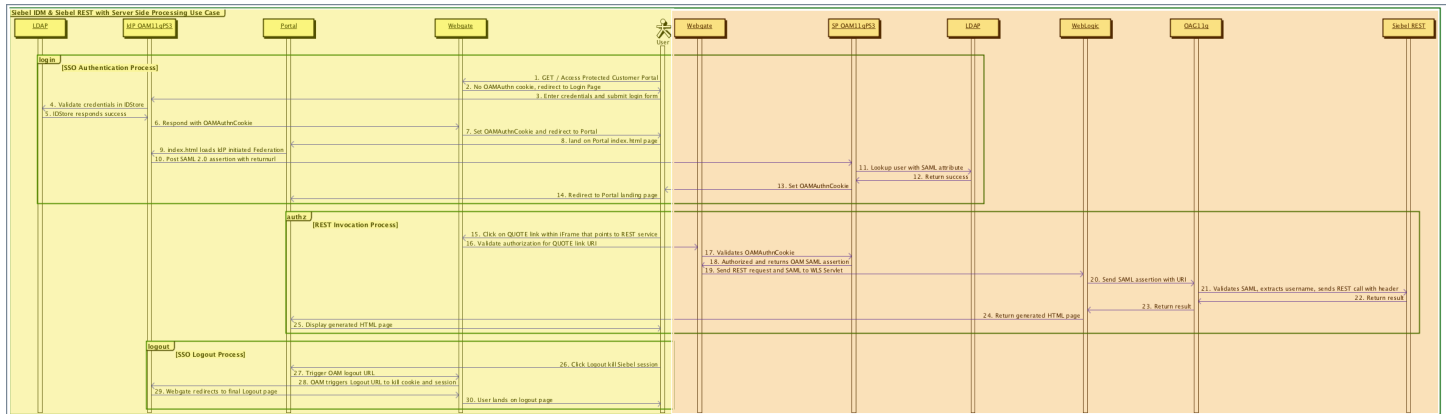 Siebel IDM & Siebel REST with Server Side Processing Use Case
LDAP
IdP OAM11gPS3
Portal
Webgate
User
Webgate
SP OAM11gPS3
LDAP
WebLogic
OAG11g
Siebel REST
login
[SSO Authentication Process]
1. GET / Access Protected Customer Portal
2. No OAMAuthn cookie, redirect to Login Page
3. Enter credentials and submit login form
4. Validate credentials in IDStore
5. IDStore responds success
6. Respond with OAMAuthnCookie
7. Set OAMAuthnCookie and redirect to Portal
8. land on Portal index.html page
9. index.html loads IdP initiated Federation
10. Post SAML 2.0 assertion with returnurl
11. Lookup user with SAML attribute
12. Return success
13. Set OAMAuthnCookie
14. Redirect to Portal landing page
authz
[REST Invocation Process]
15. Click on QUOTE link within iFrame that points to REST service
16. Validate authorization for QUOTE link URI
17. Validates OAMAuthnCookie
18. Authorized and returns OAM SAML assertion
19. Send REST request and SAML to WLS Servlet
20. Send SAML assertion with URI
21. Validates SAML, extracts username, sends REST call with header
22. Return result
23. Return result
24. Return generated HTML page
25. Display generated HTML page
logout
[SSO Logout Process]
26. Click Logout kill Siebel session
27. Trigger OAM logout URL
28. OAM triggers Logout URL to kill cookie and session
29. Webgate redirects to final Logout page
30. User lands on logout page